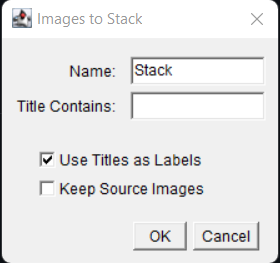 Images to Stack
Name: Stack
Title Contains:
Use Titles as Labels
Keep Source Images
OK Cancel